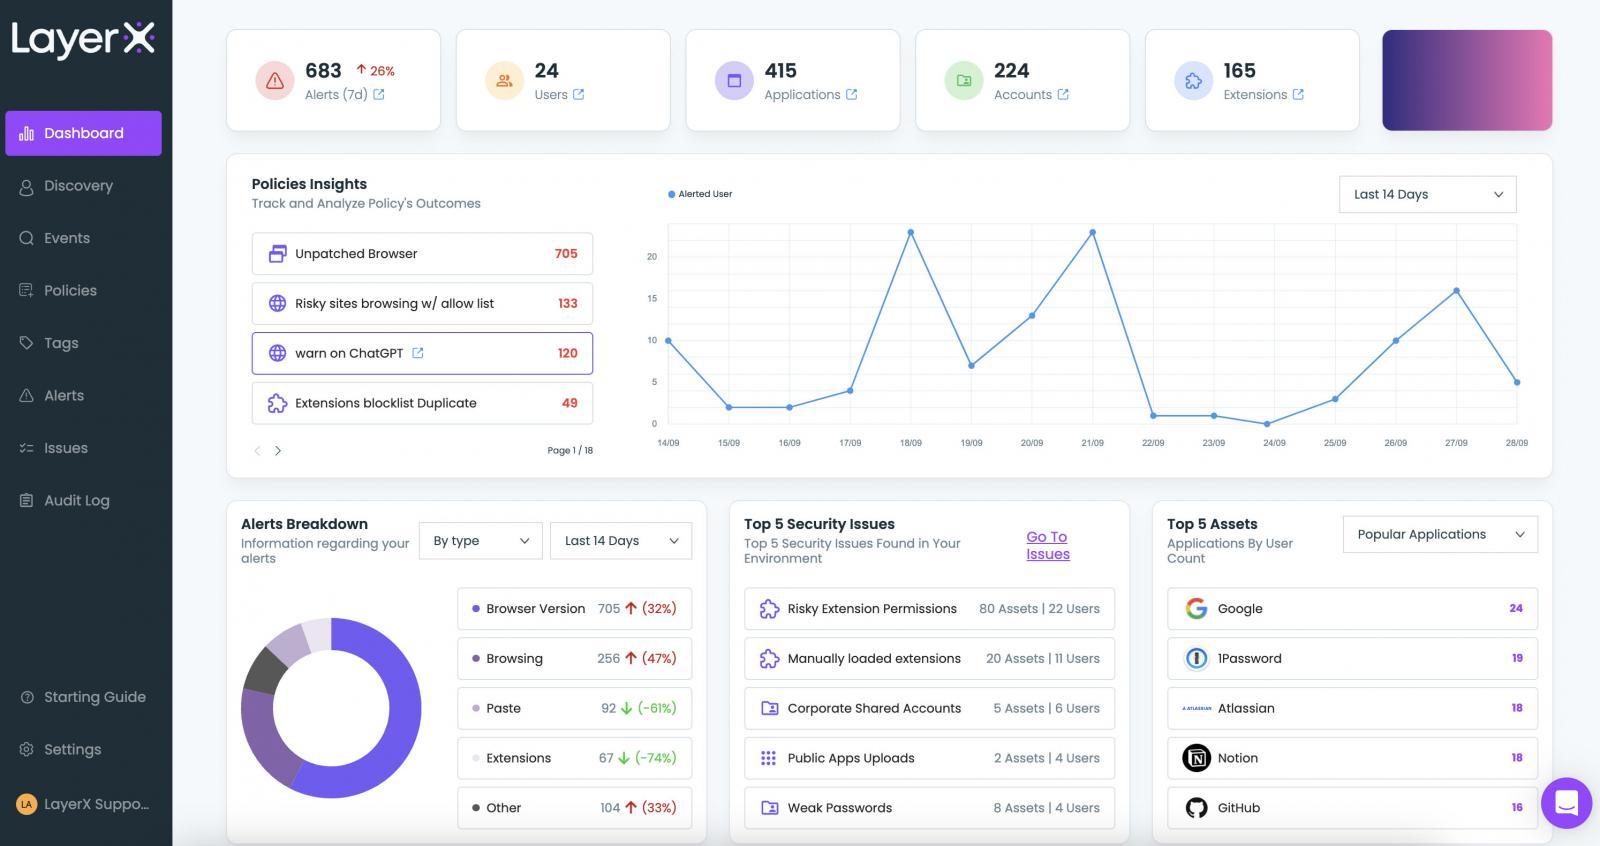 LayerX
Dashboard
Discovery
Events
Policies
Tags
Alerts
Issues
Audit Log
Starting Guide
Settings
LA
LayerX Suppo...
683
26%
Alerts (7d)
24
Users
415
Applications
224
Accounts
165
Extensions
Policies Insights
Track and Analyze Policy's Outcomes
Unpatched Browser 705
Risky sites browsing w/ allow list 133
warn on ChatGPT 120
Extensions blocklist Duplicate 49
Page 1 / 18
Alerted User
Last 14 Days
20
15
10
5
0
14/09 15/09 16/09 17/09 18/09 19/09 20/09 21/09 22/09 23/09 24/09 25/09 26/09 27/09 28/09
Alerts Breakdown
Information regarding your
alerts
By type
Last 14 Days
Browser Version 705 (32%)
Browsing 256 (47%)
Paste 92 (-61%)
Extensions 67 (-74%)
Other 104 (33%)
Top 5 Security Issues
Top 5 Security Issues Found in Your
Environment
Go To
Issues
Risky Extension Permissions 80 Assets | 22 Users
Manually loaded extensions 20 Assets | 11 Users
Corporate Shared Accounts 5 Assets | 6 Users
Public Apps Uploads 2 Assets | 4 Users
Weak Passwords 8 Assets | 4 Users
Top 5 Assets
Applications By User
Count
Popular Applications
Google 24
1Password 19
ATLASSIAN Atlassian 18
Notion 18
GitHub 16